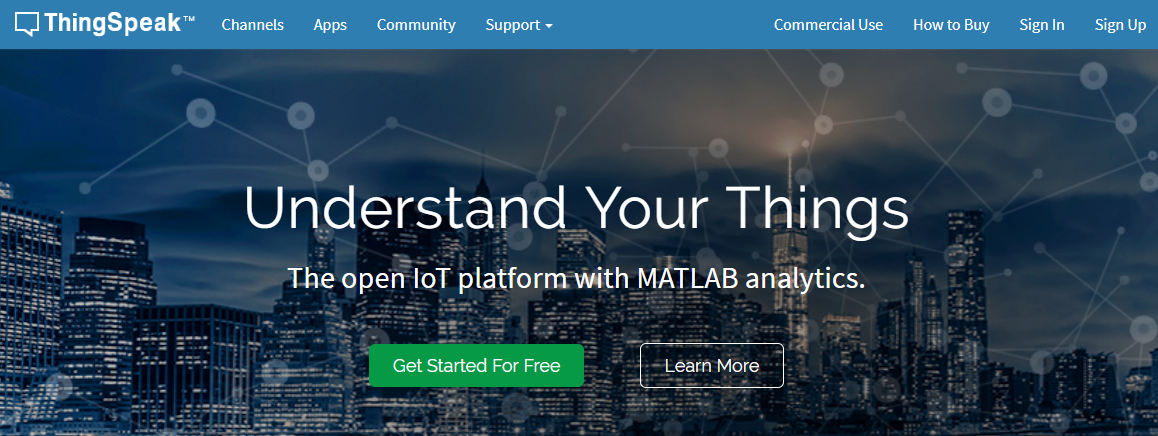 ThingSpeak™ Channels Apps Community Support Commercial Use How to Buy Sign In Sign Up
Understand Your Things
The open IoT platform with MATLAB analytics.
Get Started For Free Learn More